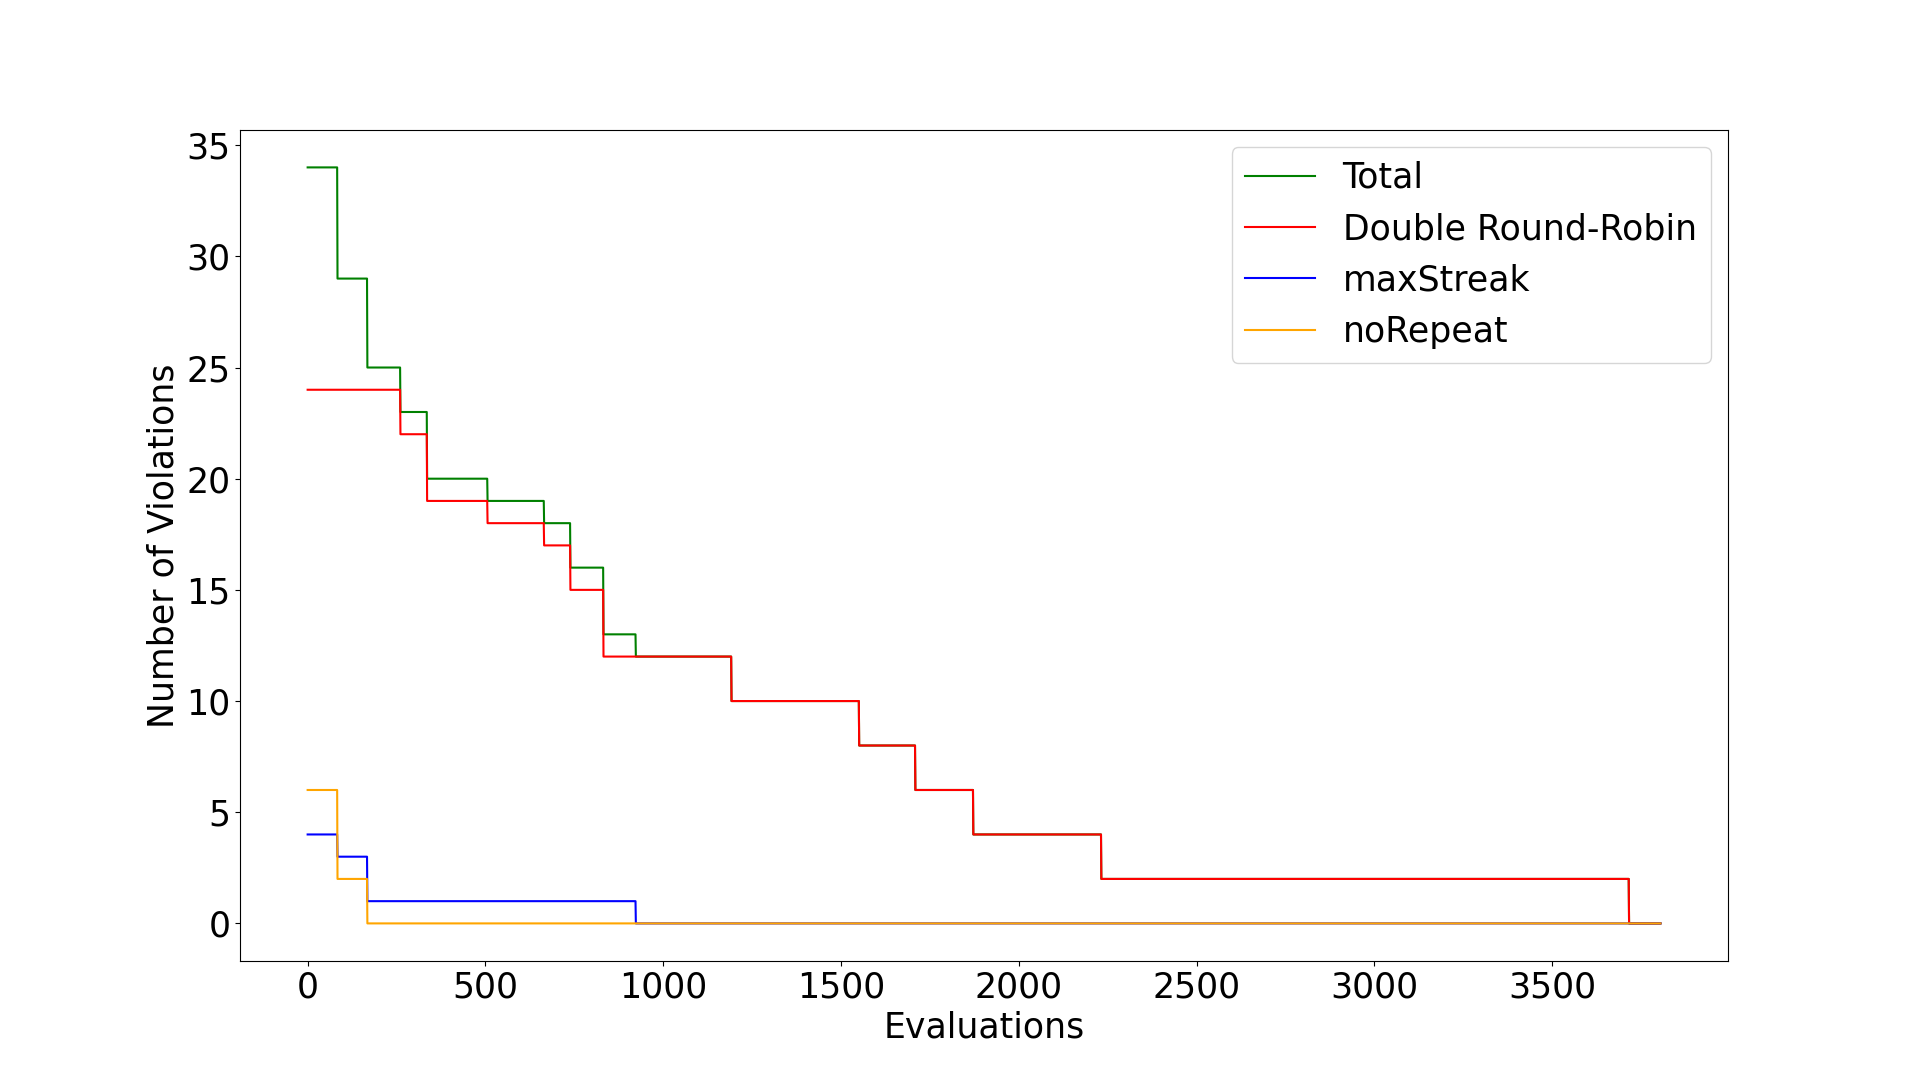 35
30
25
20
15
10
5
0
Number of Violations
Total
Double Round-Robin
maxStreak
noRepeat
0 500 1000 1500 2000 2500 3000 3500
Evaluations